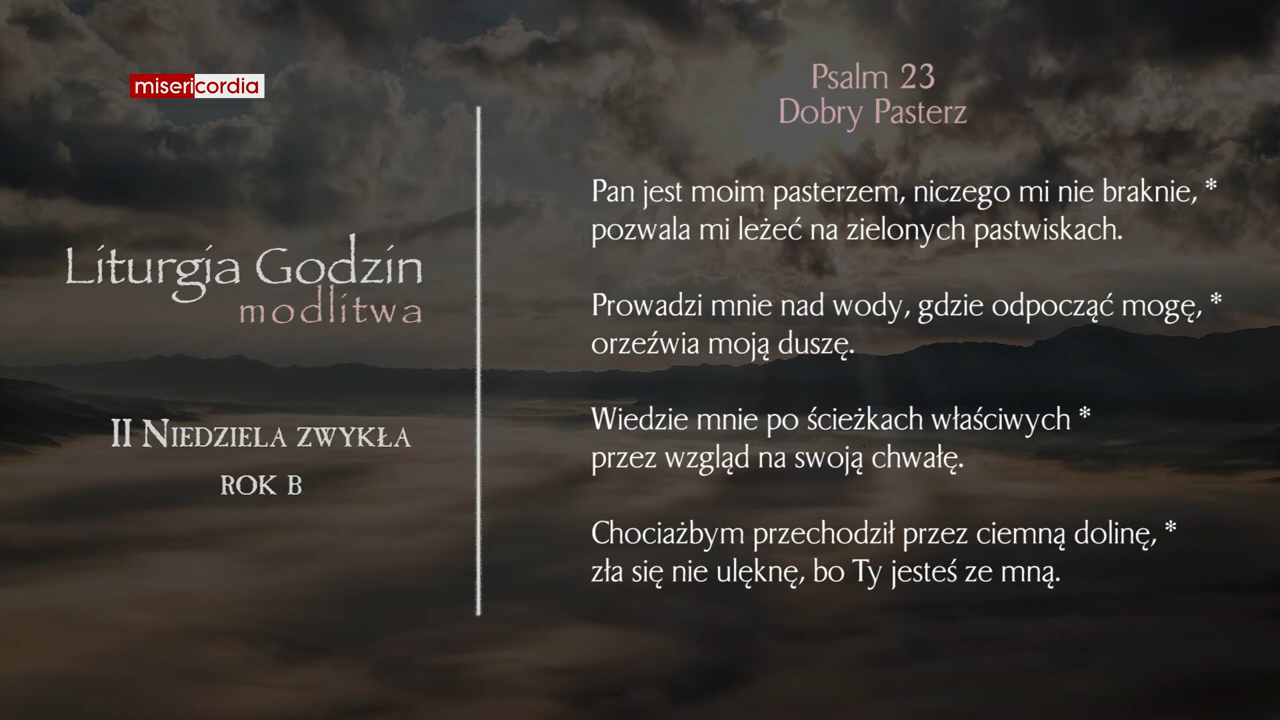 misericordia
Liturgia Godzin
modlitwa
II Niedziela zwykła
rok B
Psalm 23
Dobry Pasterz
Pan jest moim pasterzem, niczego mi nie braknie, *
pozwala mi leżeć na zielonych pastwiskach.
Prowadzi mnie nad wody, gdzie odpocząć mogę, *
orzeźwia moją duszę.
Wiedzie mnie po ścieżkach właściwych *
przez wzgląd na swoją chwałę.
Chociażbym przechodził przez ciemną dolinę, *
zła się nie ulęknę, bo Ty jesteś ze mną.